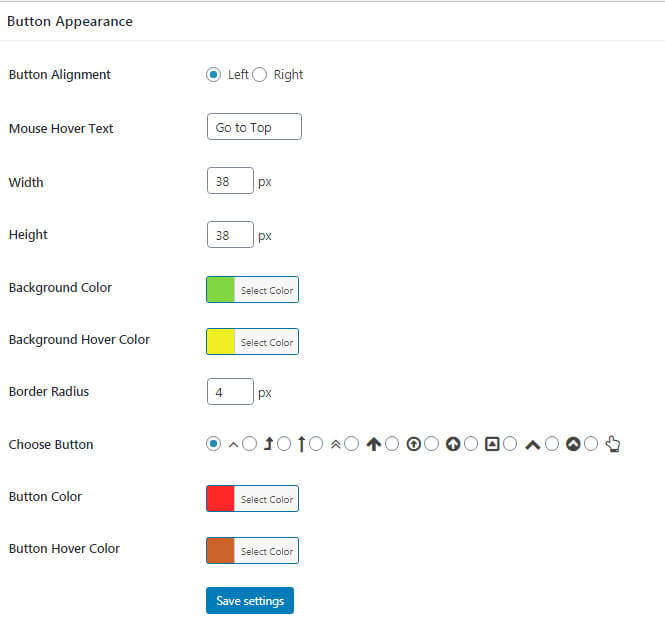 Button Appearance
Button Alignment Left Right
Mouse Hover Text Go to Top
Width 38 px
Height 38 px
Background Color Select Color
Background Hover Color Select Color
Border Radius 4 px
Choose Button
Button Color Select Color
Button Hover Color Select Color
Save settings